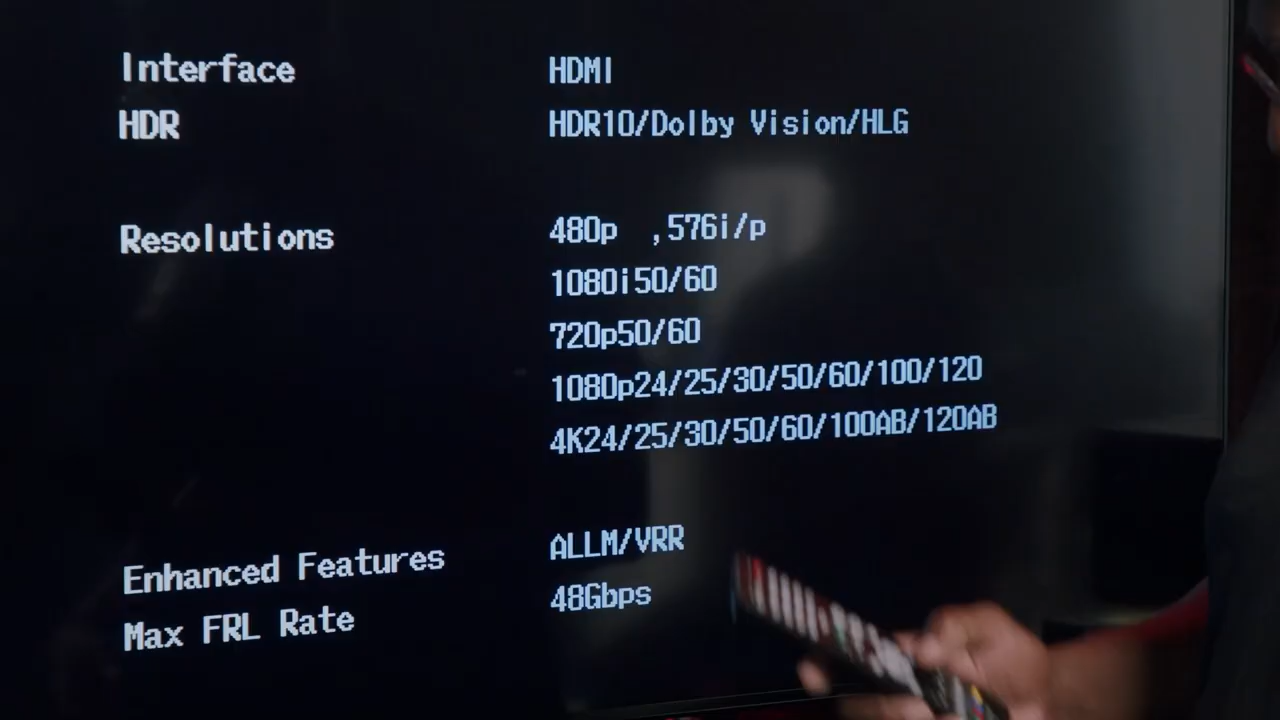 Interface HDMI
HDR HDR10/Dolby Vision/HLG
Resolutions 480p ,576i/p
1080i50/60
720p50/60
1080p24/25/30/50/60/100/120
4K24/25/30/50/60/100AB/120AB
Enhanced Features ALLM/VRR
Max FRL Rate 48Gbps